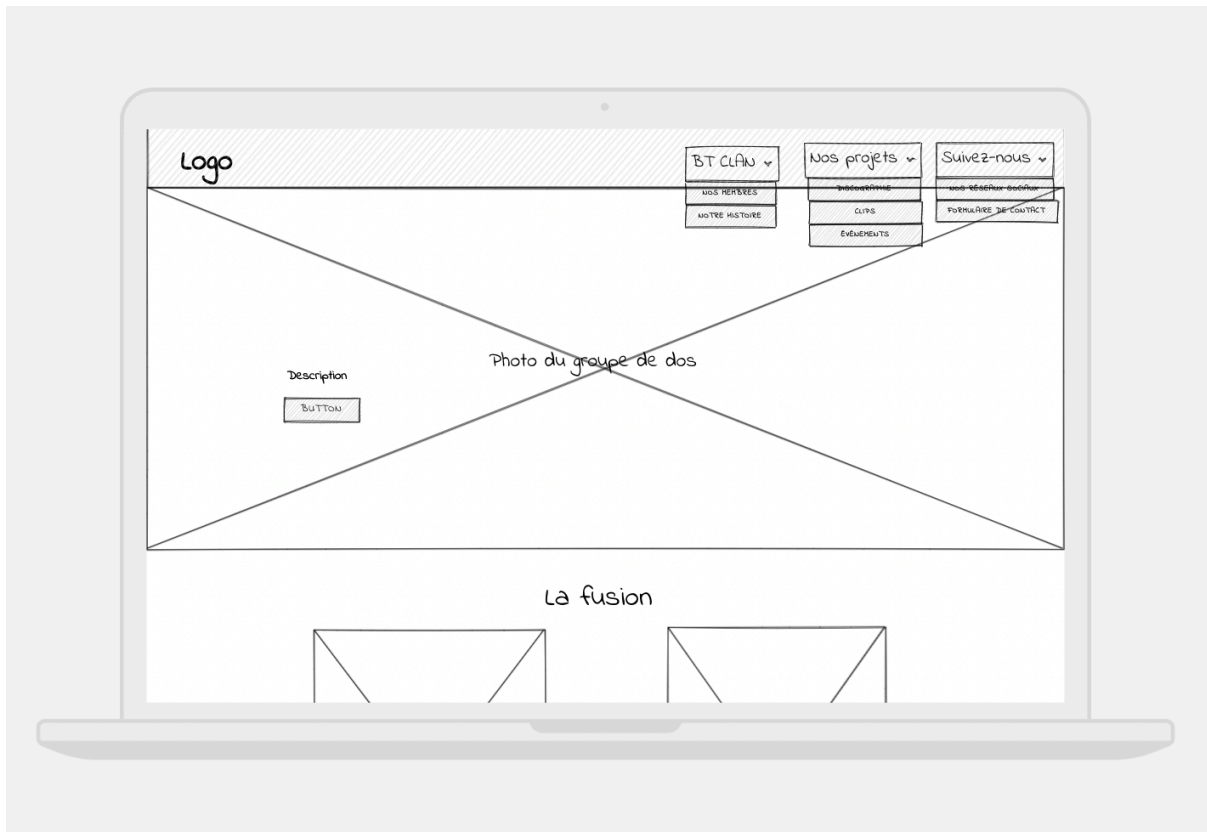 Logo
BT CLAN
NOS MEMBRES
NOTRE HISTOIRE
Nos projets
DISCOGRAPHIE
CLIPS
ÉVÈNEMENTS
Suivez-nous
NOS RÉSEAUX SOCIAUX
FORMULAIRE DE CONTACT
Photo du groupe de dos
Description
BUTTON
La fusion